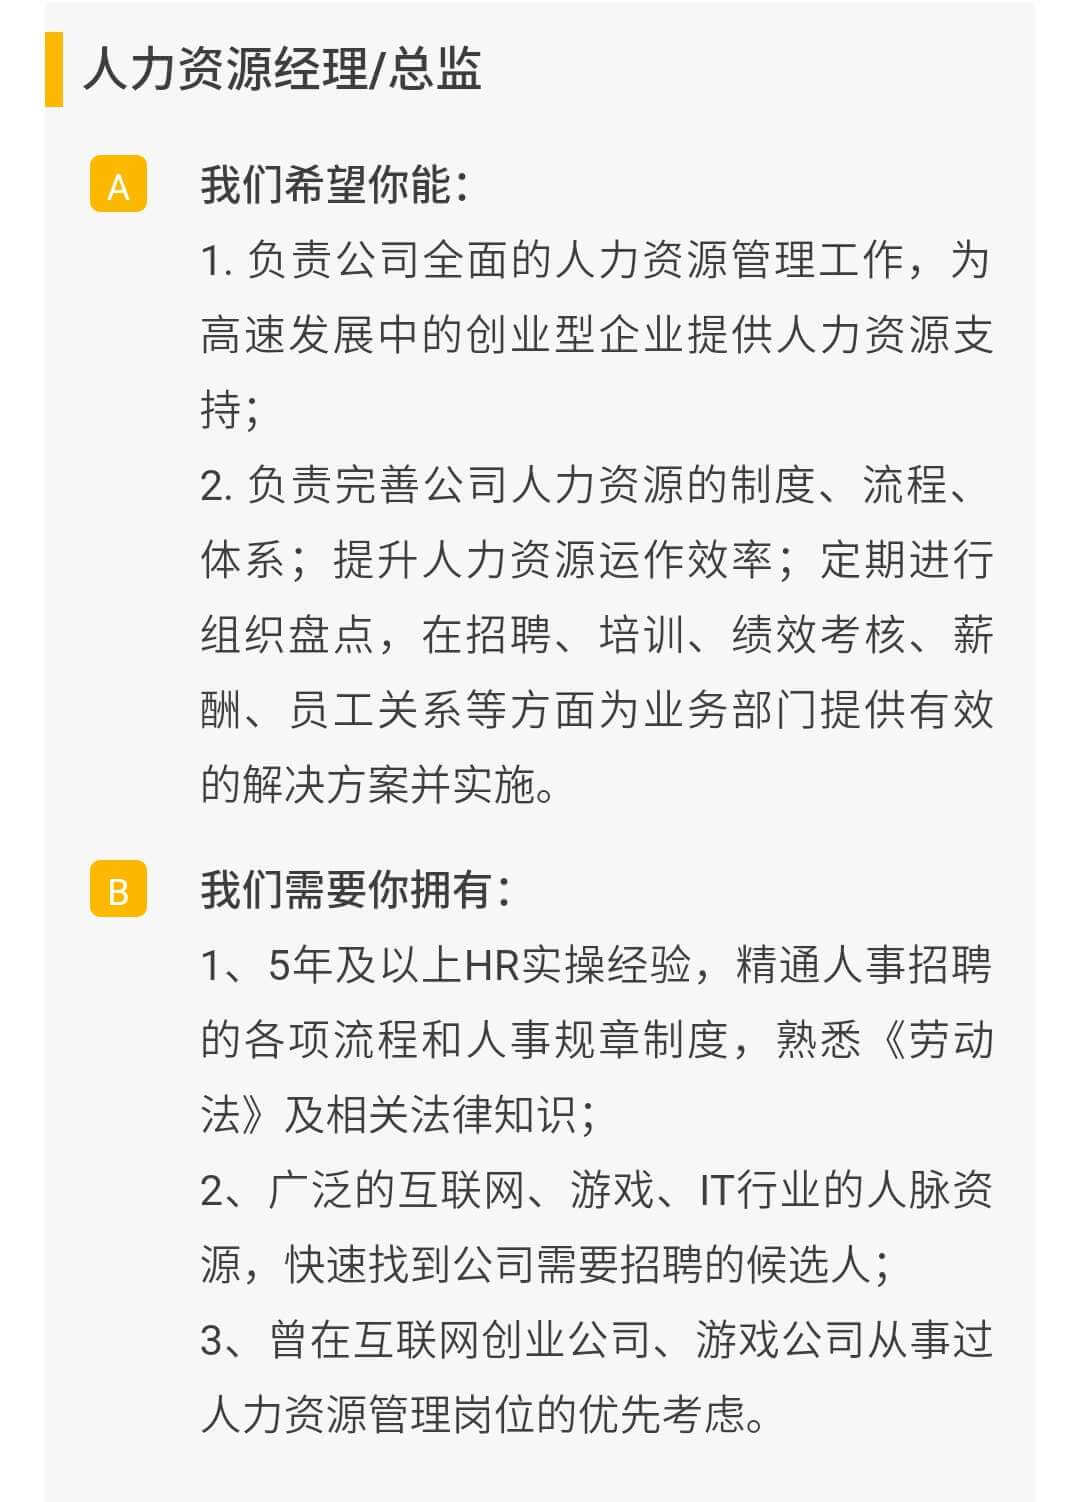 人力资源经理/总监
A
我们希望你能：
1. 负责公司全面的人力资源管理工作，为
高速发展中的创业型企业提供人力资源支
持；
2. 负责完善公司人力资源的制度、流程、
体系；提升人力资源运作效率；定期进行
组织盘点，在招聘、培训、绩效考核、薪
酬、员工关系等方面为业务部门提供有效
的解决方案并实施。
B
我们需要你拥有：
1、5年及以上HR实操经验，精通人事招聘
的各项流程和人事规章制度，熟悉《劳动
法》及相关法律知识；
2、广泛的互联网、游戏、IT行业的人脉资
源，快速找到公司需要招聘的候选人；
3、曾在互联网创业公司、游戏公司从事过
人力资源管理岗位的优先考虑。